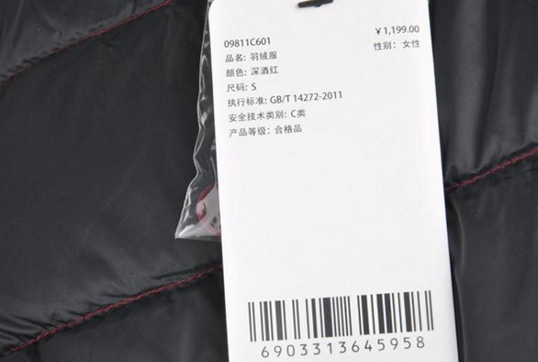 09811C601 ￥1,199.00
品名: 羽绒服 性别: 女性
颜色: 深酒红
尺码: S
执行标准: GB/T 14272-2011
安全技术类别: C类
产品等级: 合格品
6903313645958